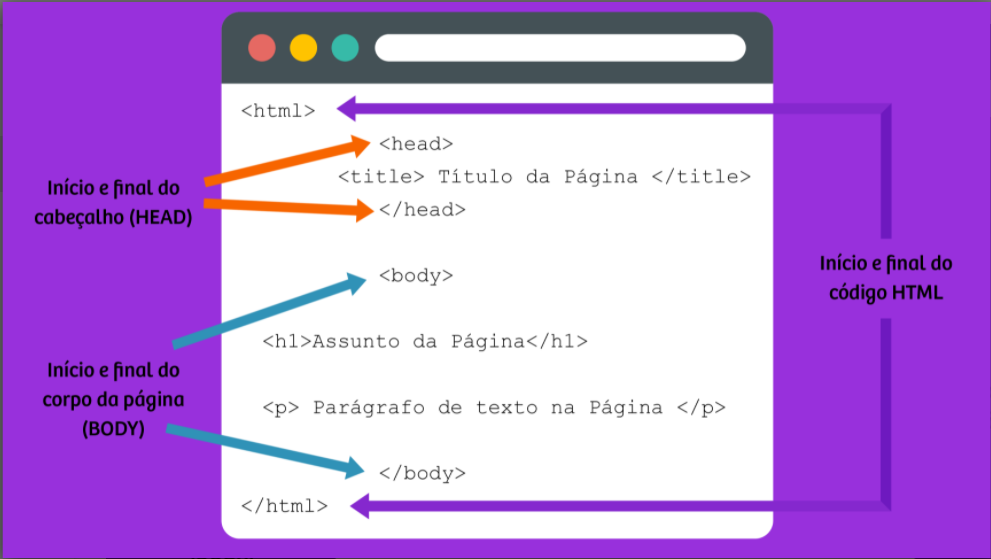 <html>
<head>
<title> Título da Página </title>
</head>
<body>
<h1>Assunto da Página</h1>
<p> Parágrafo de texto na Página </p>
</body>
</html>
Início e final do
cabeçalho (HEAD)
Início e final do
corpo da página
(BODY)
Início e final do
código HTML